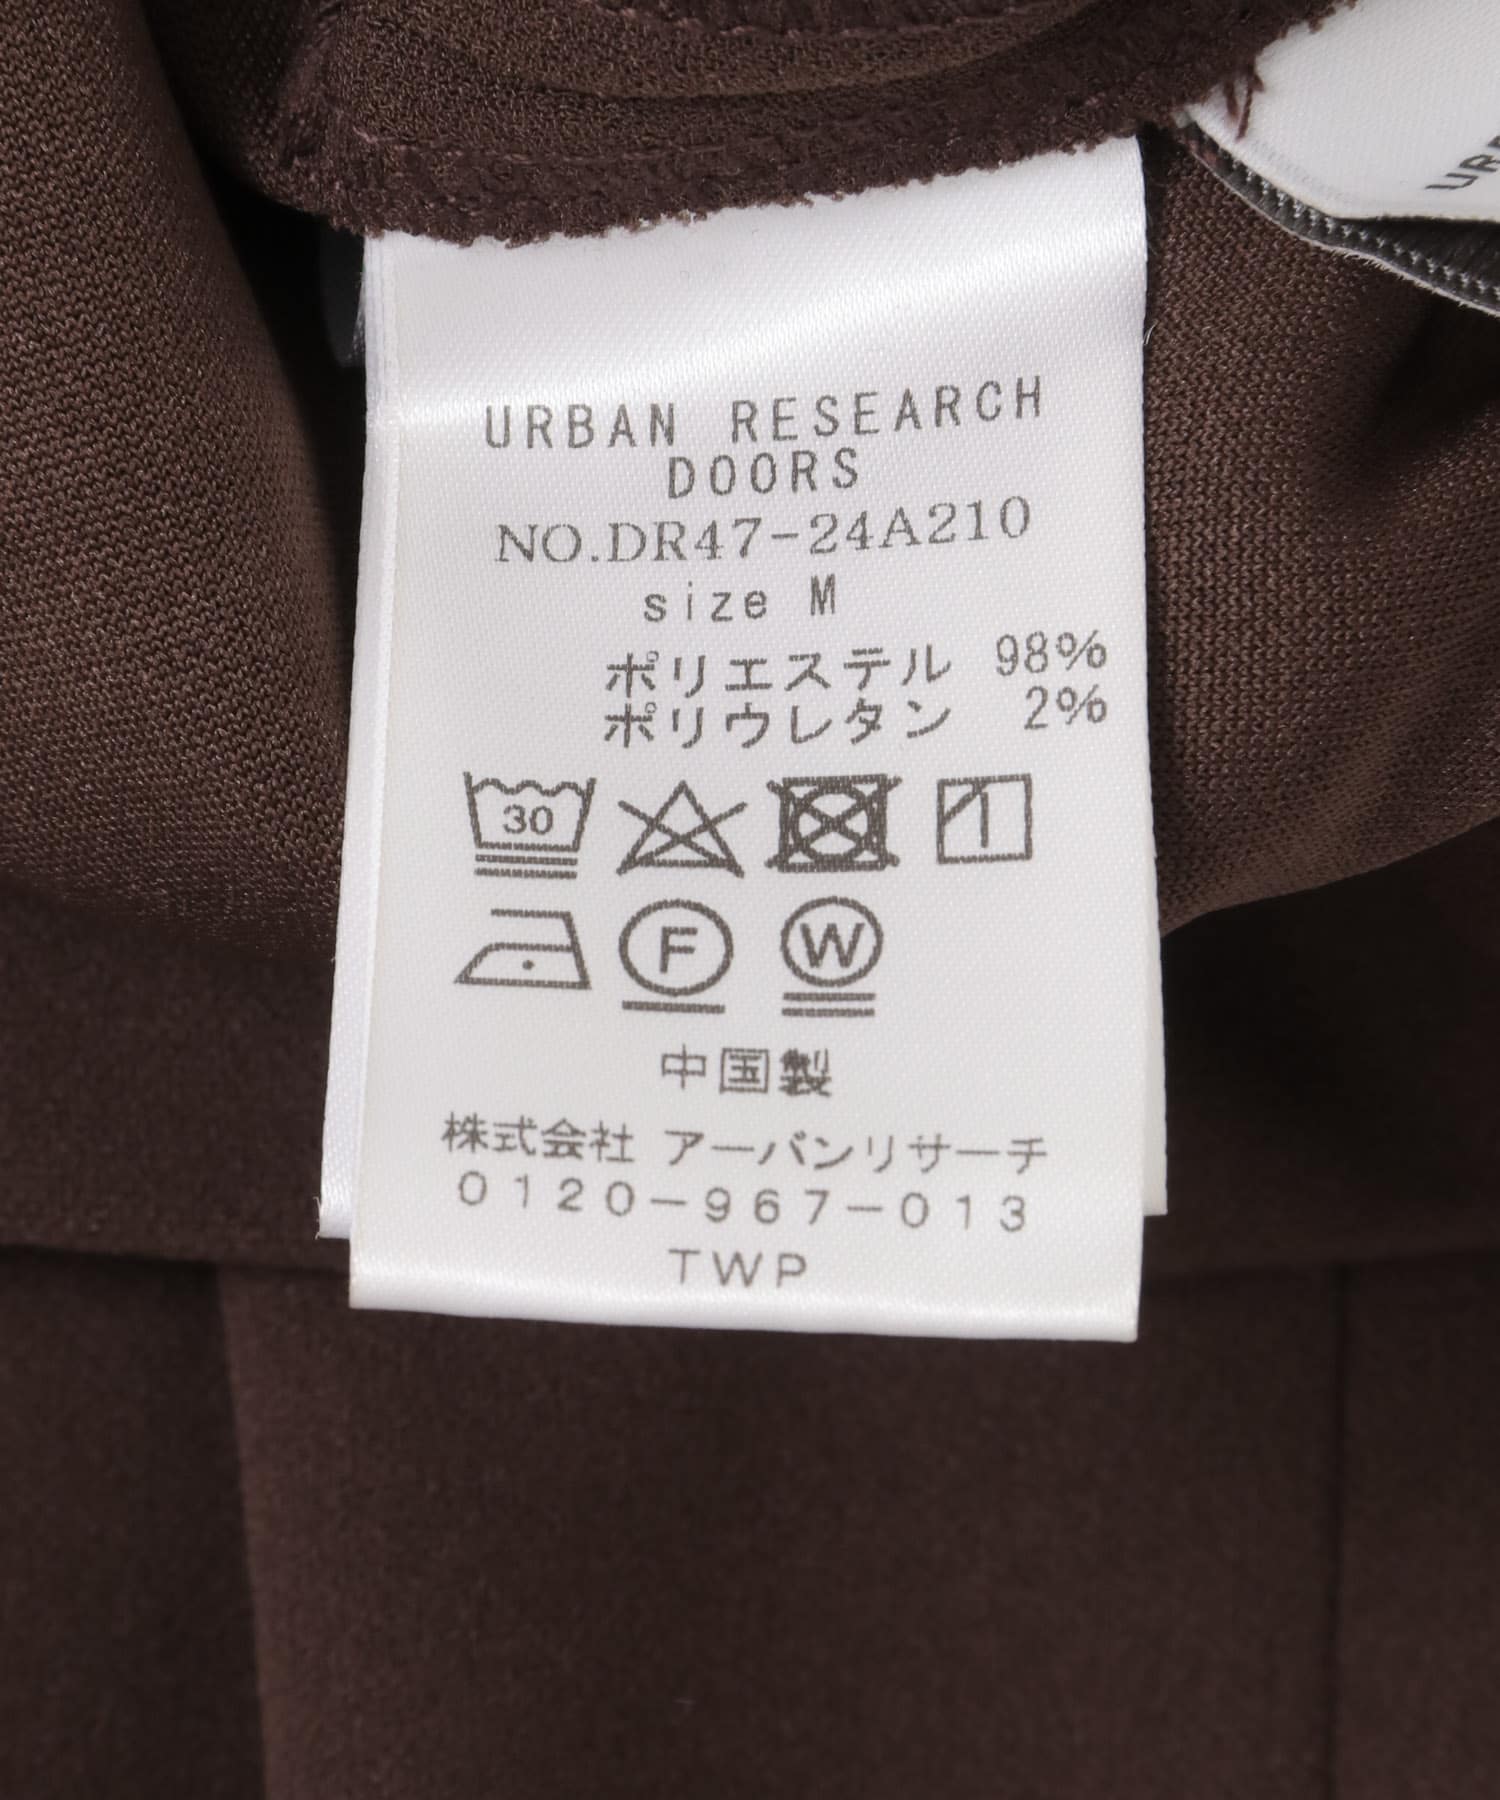 URBAN RESEARCH
DOORS
NO.DR47-24A210
size M
ポリエステル 98%
ポリウレタン 2%
30
F W
中国製
株式会社 アーバンリサーチ
0120-967-013
TWP